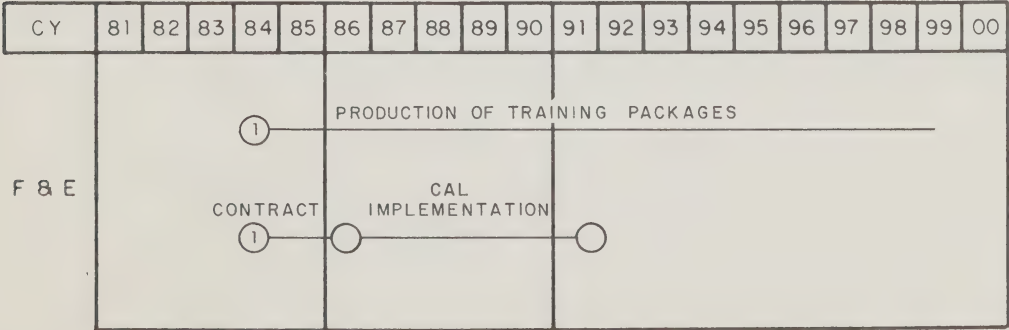 CY 81 82 83 84 85 86 87 88 89 90 91 92 93 94 95 96 97 98 99 00
PRODUCTION OF TRAINING PACKAGES
1
F & E
CAL
CONTRACT IMPLEMENTATION
1